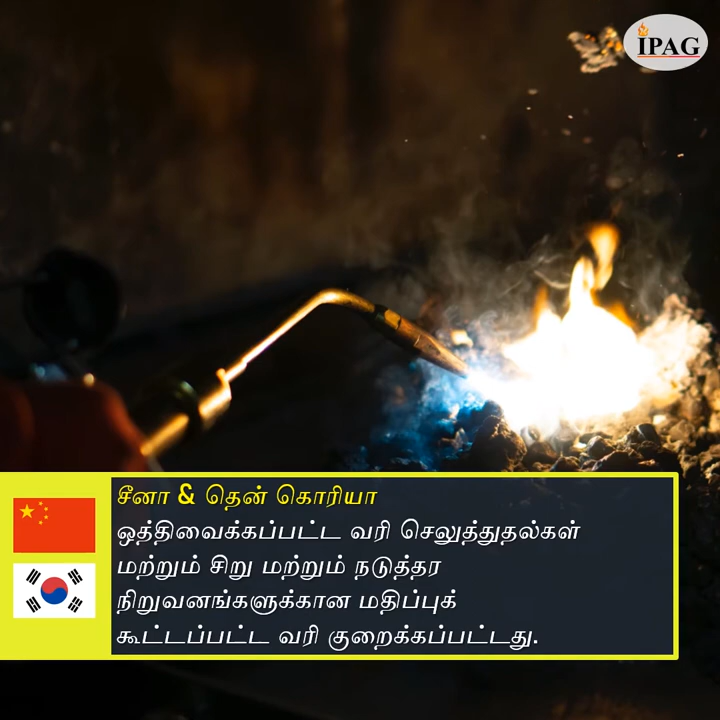 IPAG
சீனா & தென் கொரியா
ஒத்திவைக்கப்பட்ட வரி செலுத்துதல்கள்
மற்றும் சிறு மற்றும் நடுத்தர
நிறுவனங்களுக்கான மதிப்புக்
கூட்டப்பட்ட வரி குறைக்கப்பட்டது.